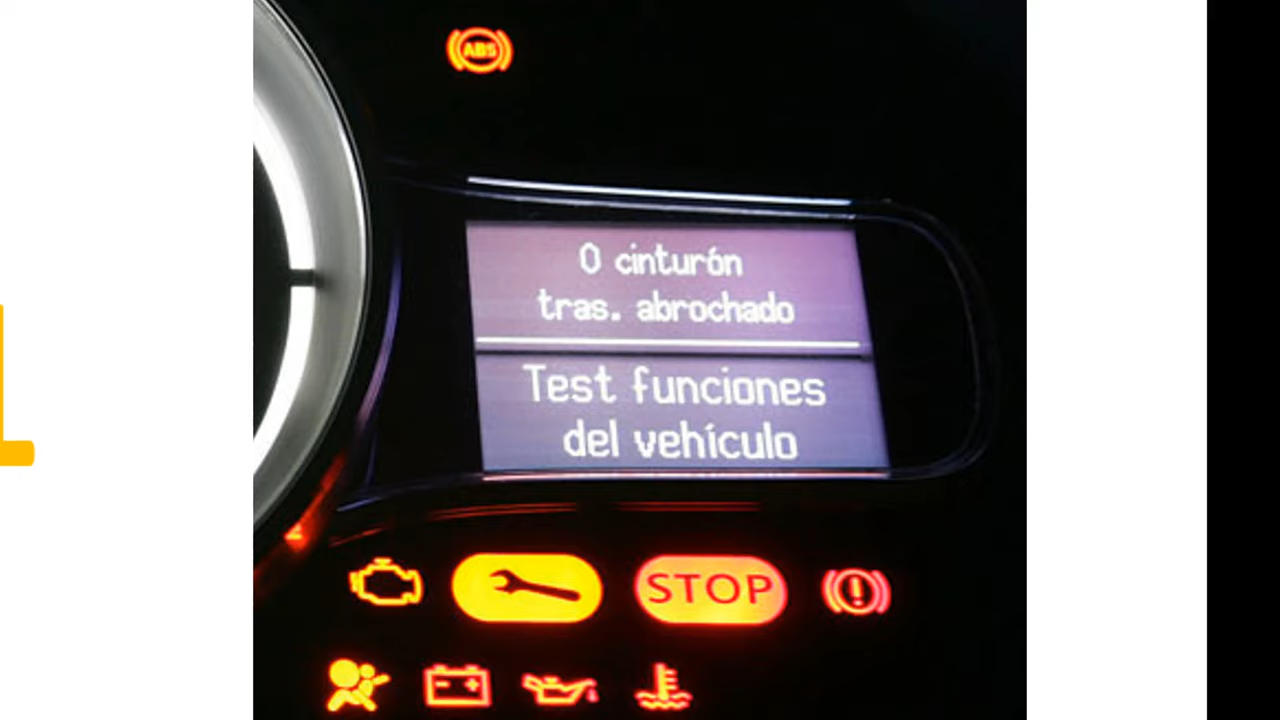 ABS
0 cinturón
tras. abrochado
Test funciones
del vehículo
STOP